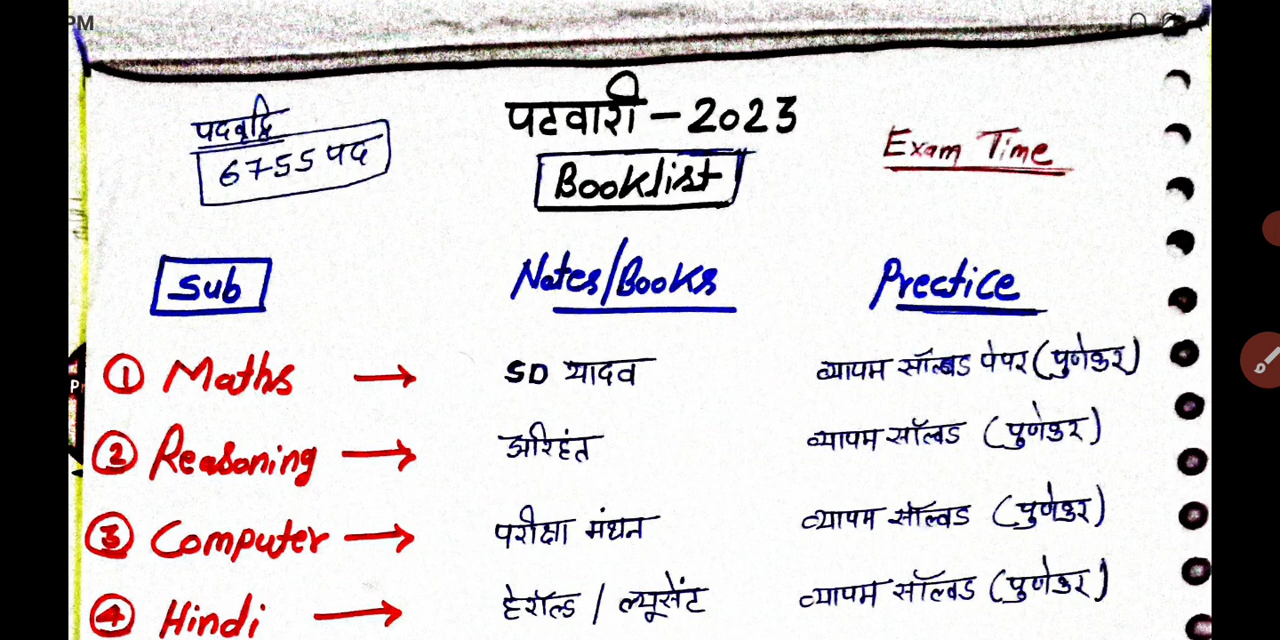 PM
पदवृद्धि
6755 पद
पटवारी - 2023
Booklist
Exam Time
Sub Notes/Books Prectice
① Maths → SD यादव व्यापम सॉल्वड पेपर (पुणेकर)
② Reasoning → अरिहंत व्यापम सॉल्वड (पुणेकर)
③ Computer → परीक्षा मंथन व्यापम सॉल्वड (पुणेकर)
④ Hindi → हेरॉल्ड / ल्यूसेंट व्यापम सॉल्वड (पुणेकर)